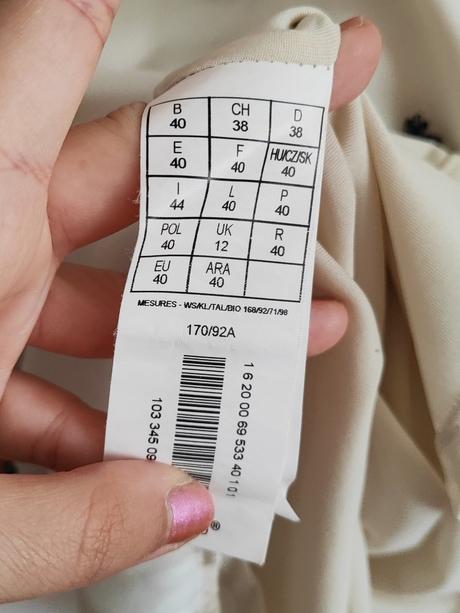 B CH D
40 38 38
E F HU/CZ/SK
40 40 40
I L P
44 40 40
POL UK R
40 12 40
EU ARA
40 40
MESURES - WS/KL/TAL/BIO 168/92/71/98
170/92A
1 6 20 00 69 533 40 1 01
103 345 09
®